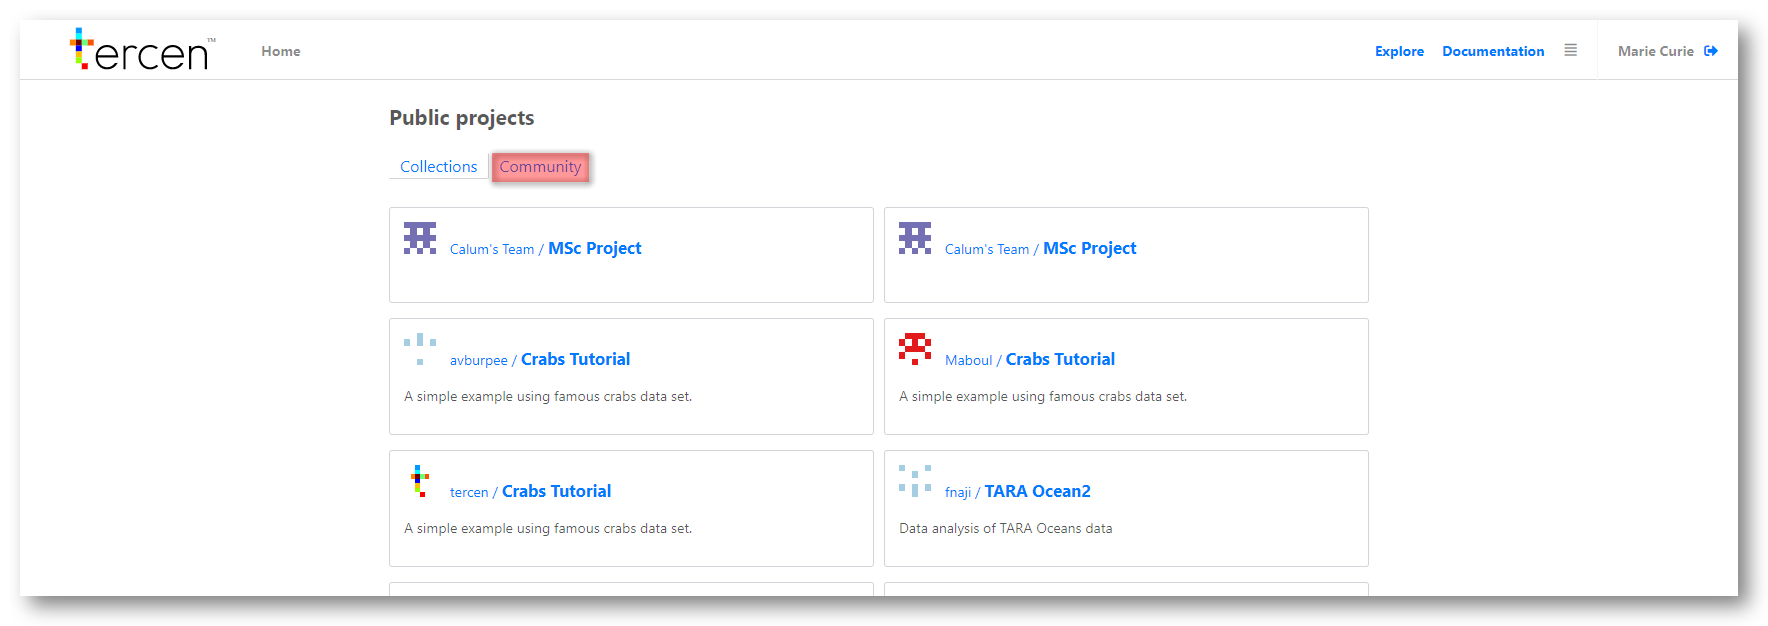 tercen™ Home Explore Documentation Marie Curie
Public projects
Collections Community
Calum's Team / MSc Project
Calum's Team / MSc Project
avburpee / Crabs Tutorial
A simple example using famous crabs data set.
Maboul / Crabs Tutorial
A simple example using famous crabs data set.
tercen / Crabs Tutorial
A simple example using famous crabs data set.
fnaji / TARA Ocean2
Data analysis of TARA Oceans data